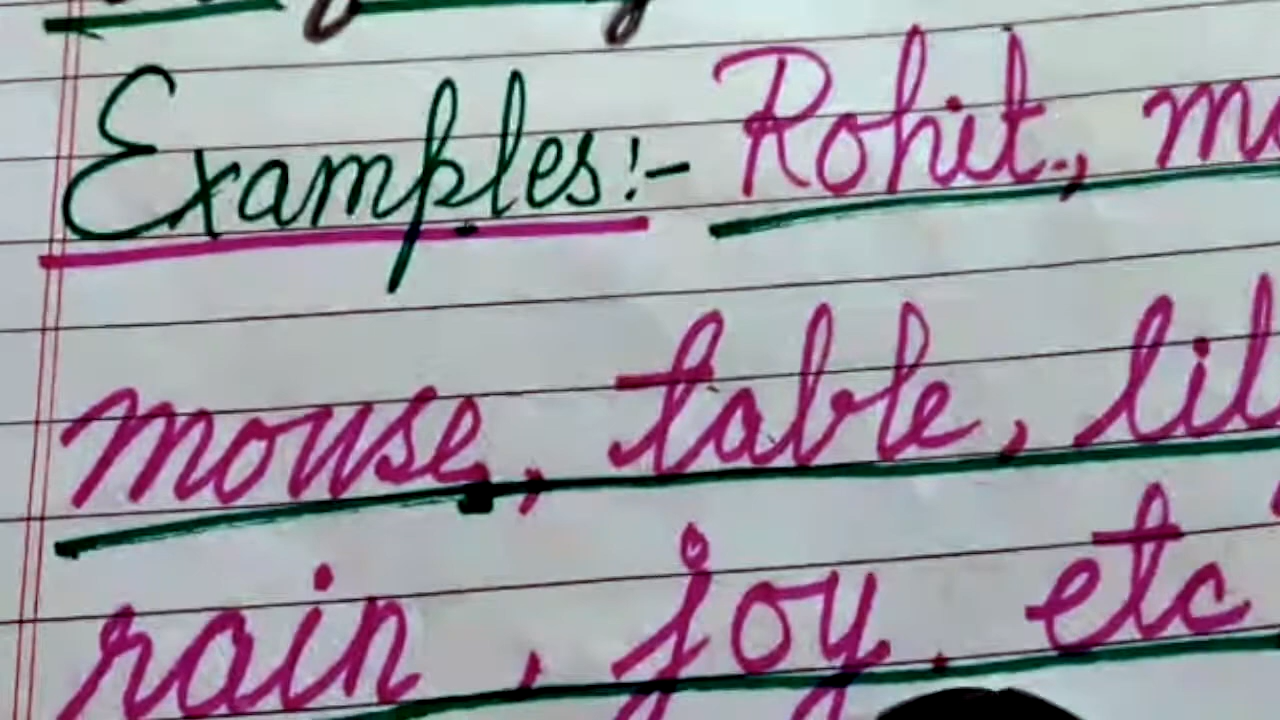 Examples:- Rohit,
mouse, table,
rain, joy, etc